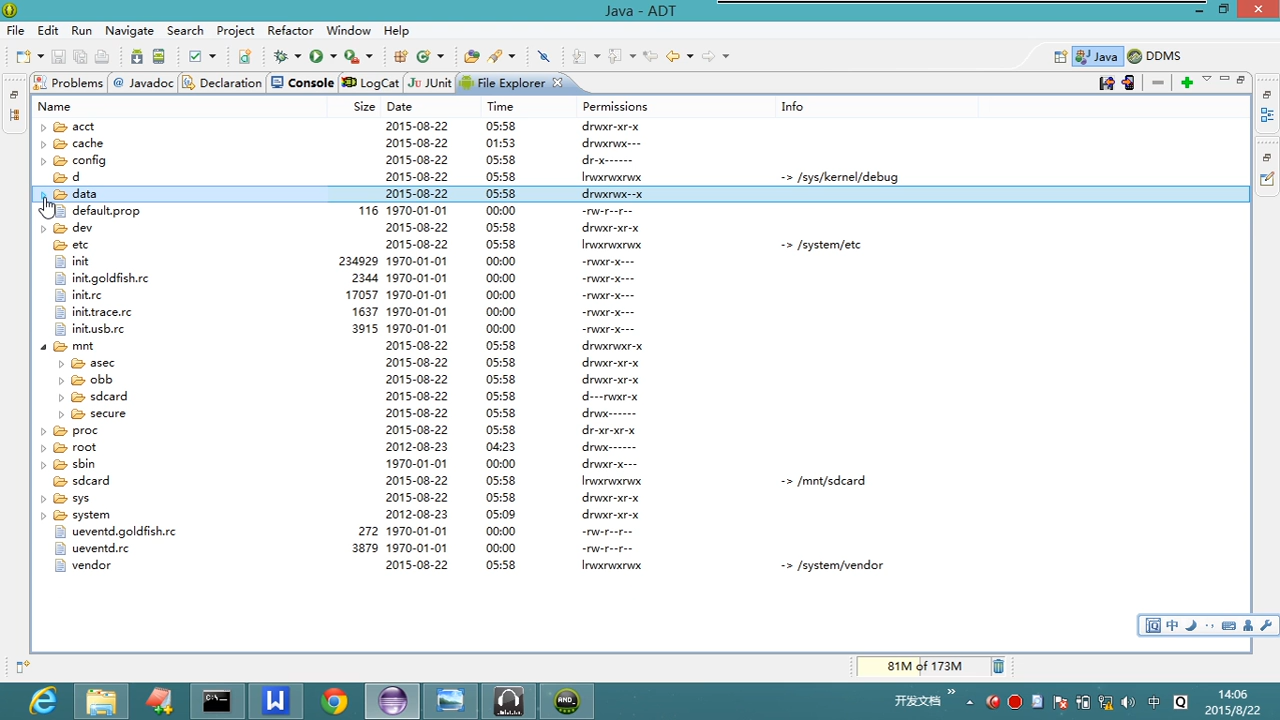 Java - ADT
File Edit Run Navigate Search Project Refactor Window Help
Java DDMS
Problems @ Javadoc Declaration Console LogCat JU JUnit File Explorer
Name Size Date Time Permissions Info
acct 2015-08-22 05:58 drwxr-xr-x
cache 2015-08-22 01:53 drwxrwx---
config 2015-08-22 05:58 dr-x------
d 2015-08-22 05:58 lrwxrwxrwx -> /sys/kernel/debug
data 2015-08-22 05:58 drwxrwx--x
default.prop 116 1970-01-01 00:00 -rw-r--r--
dev 2015-08-22 05:58 drwxr-xr-x
etc 2015-08-22 05:58 lrwxrwxrwx -> /system/etc
init 234929 1970-01-01 00:00 -rwxr-x---
init.goldfish.rc 2344 1970-01-01 00:00 -rwxr-x---
init.rc 17057 1970-01-01 00:00 -rwxr-x---
init.trace.rc 1637 1970-01-01 00:00 -rwxr-x---
init.usb.rc 3915 1970-01-01 00:00 -rwxr-x---
mnt 2015-08-22 05:58 drwxrwxr-x
asec 2015-08-22 05:58 drwxr-xr-x
obb 2015-08-22 05:58 drwxr-xr-x
sdcard 2015-08-22 05:58 d---rwxr-x
secure 2015-08-22 05:58 drwx------
proc 2015-08-22 05:58 dr-xr-xr-x
root 2012-08-23 04:23 drwx------
sbin 1970-01-01 00:00 drwxr-x---
sdcard 2015-08-22 05:58 lrwxrwxrwx -> /mnt/sdcard
sys 2015-08-22 05:58 drwxr-xr-x
system 2012-08-23 05:09 drwxr-xr-x
ueventd.goldfish.rc 272 1970-01-01 00:00 -rw-r--r--
ueventd.rc 3879 1970-01-01 00:00 -rw-r--r--
vendor 2015-08-22 05:58 lrwxrwxrwx -> /system/vendor
中
81M of 173M
开发文档 中 14:06
2015/8/22